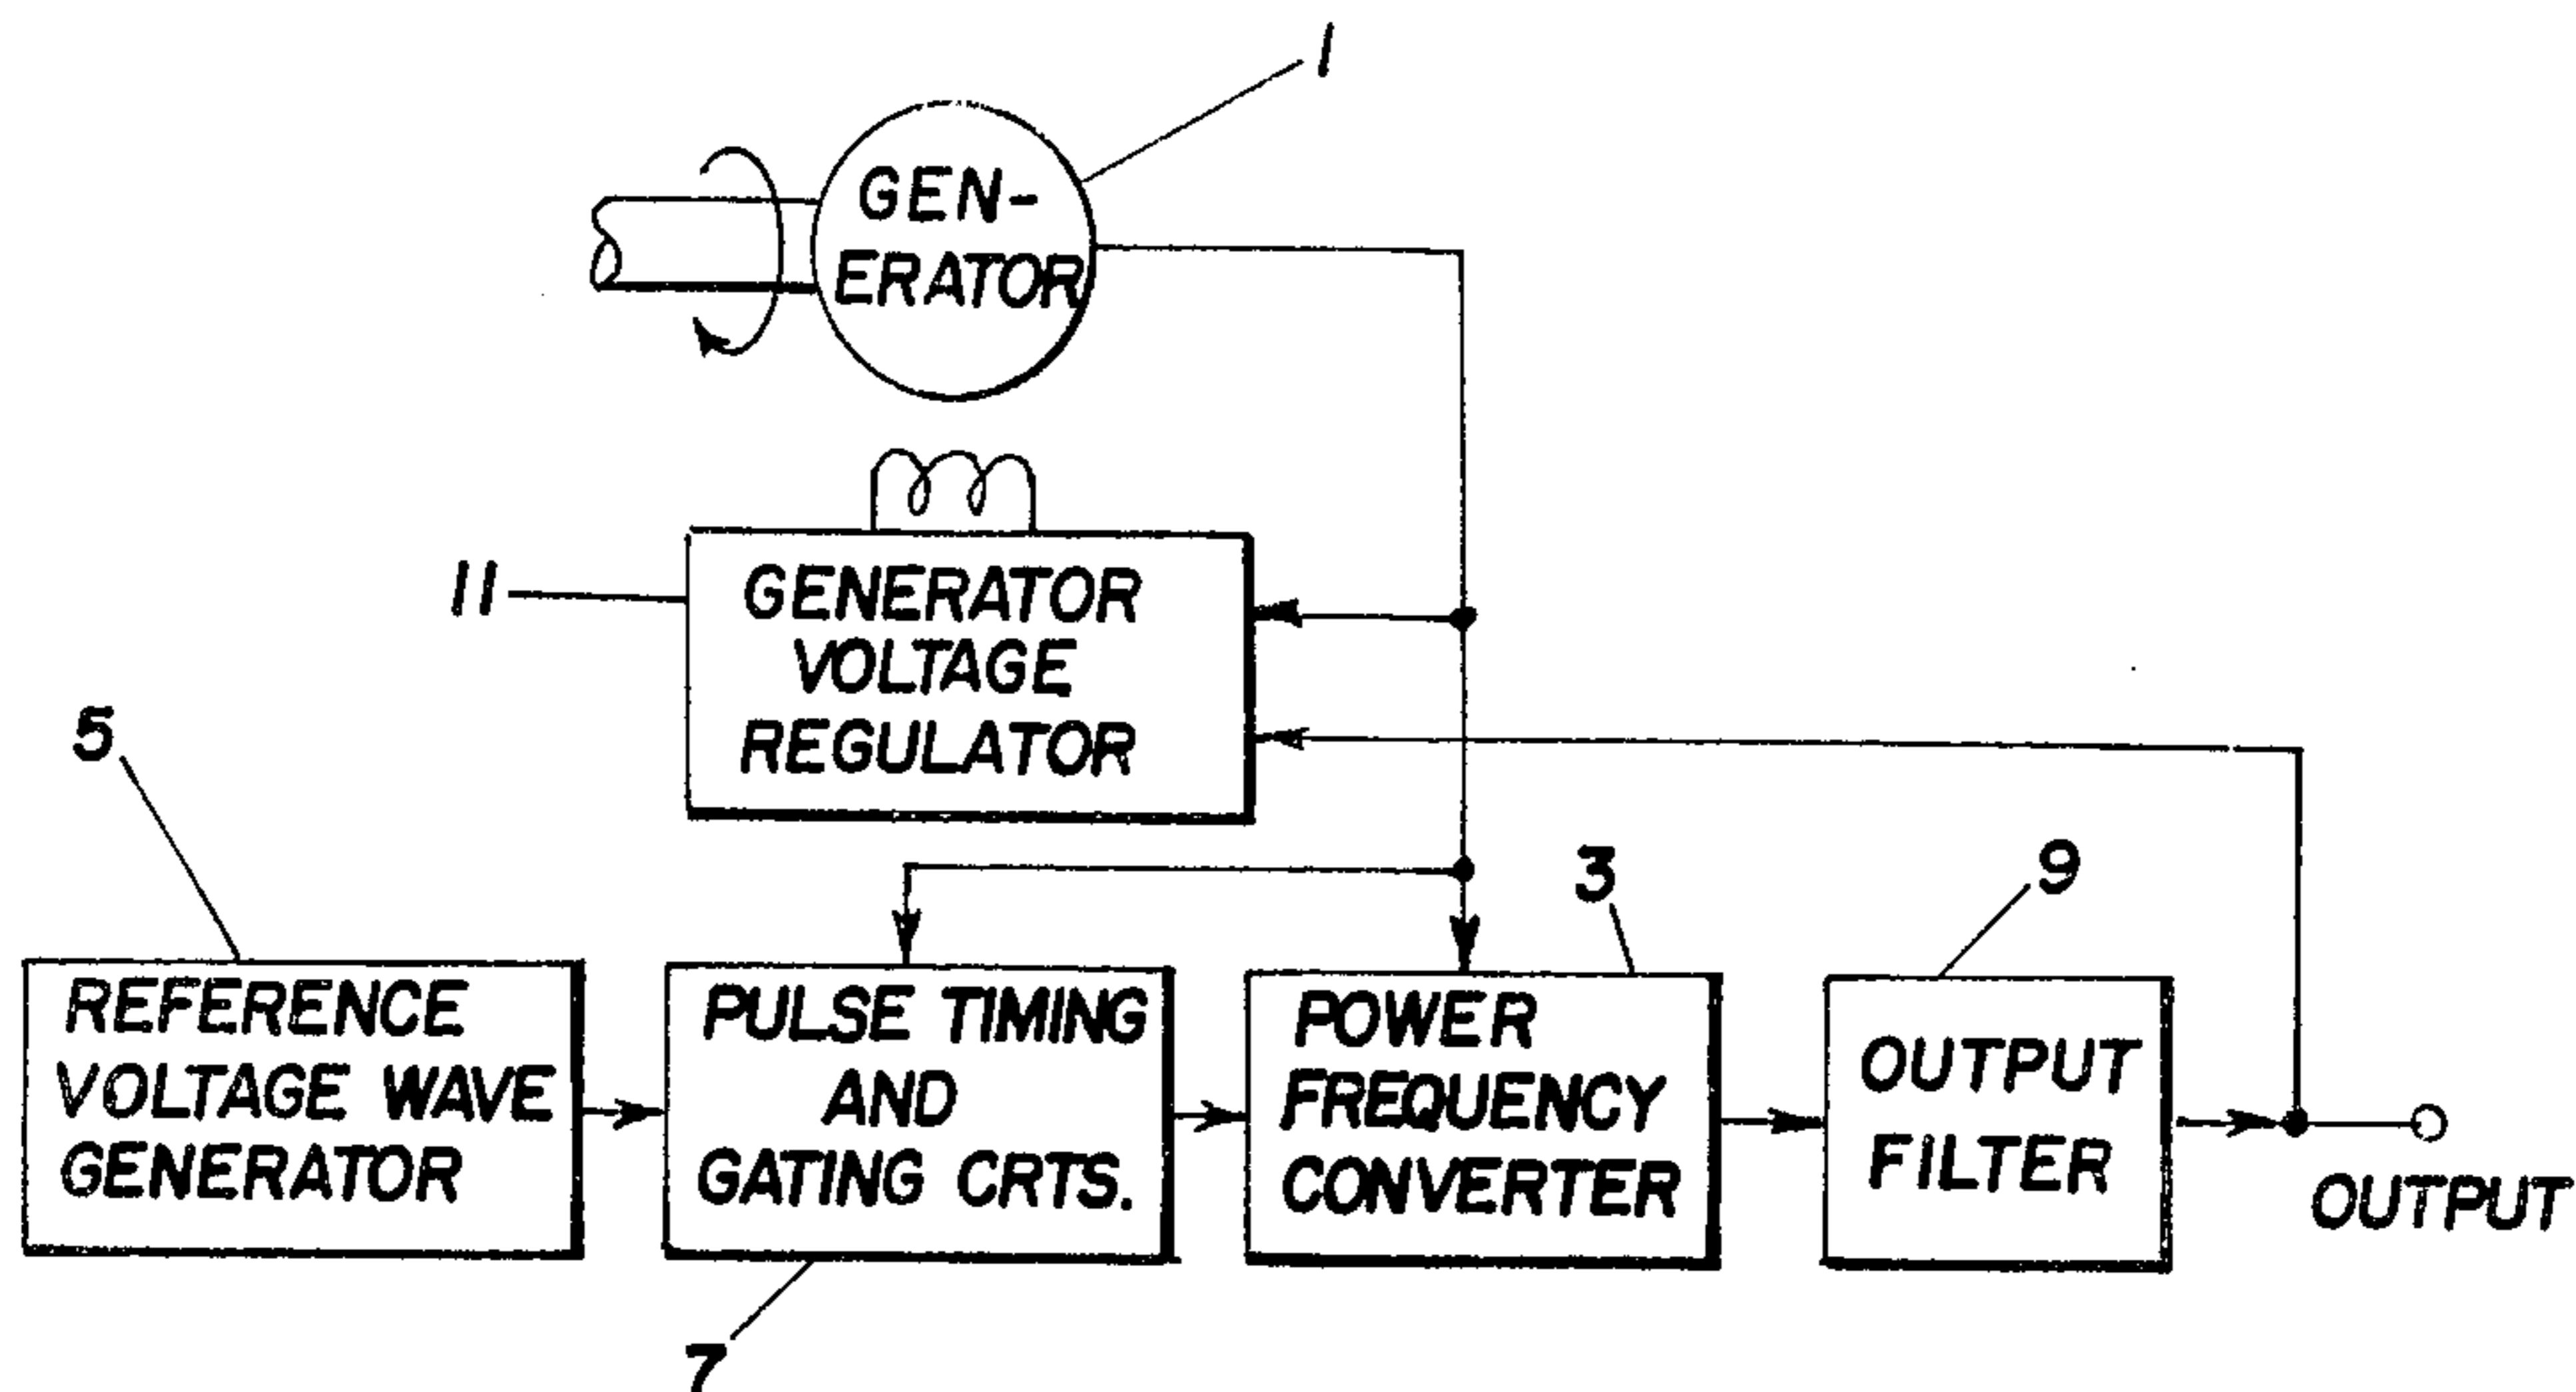 1
GEN-
ERATOR
11
GENERATOR
VOLTAGE
REGULATOR
5
3
9
REFERENCE
VOLTAGE WAVE
GENERATOR
PULSE TIMING
AND
GATING CRTS.
POWER
FREQUENCY
CONVERTER
OUTPUT
FILTER
OUTPUT
7